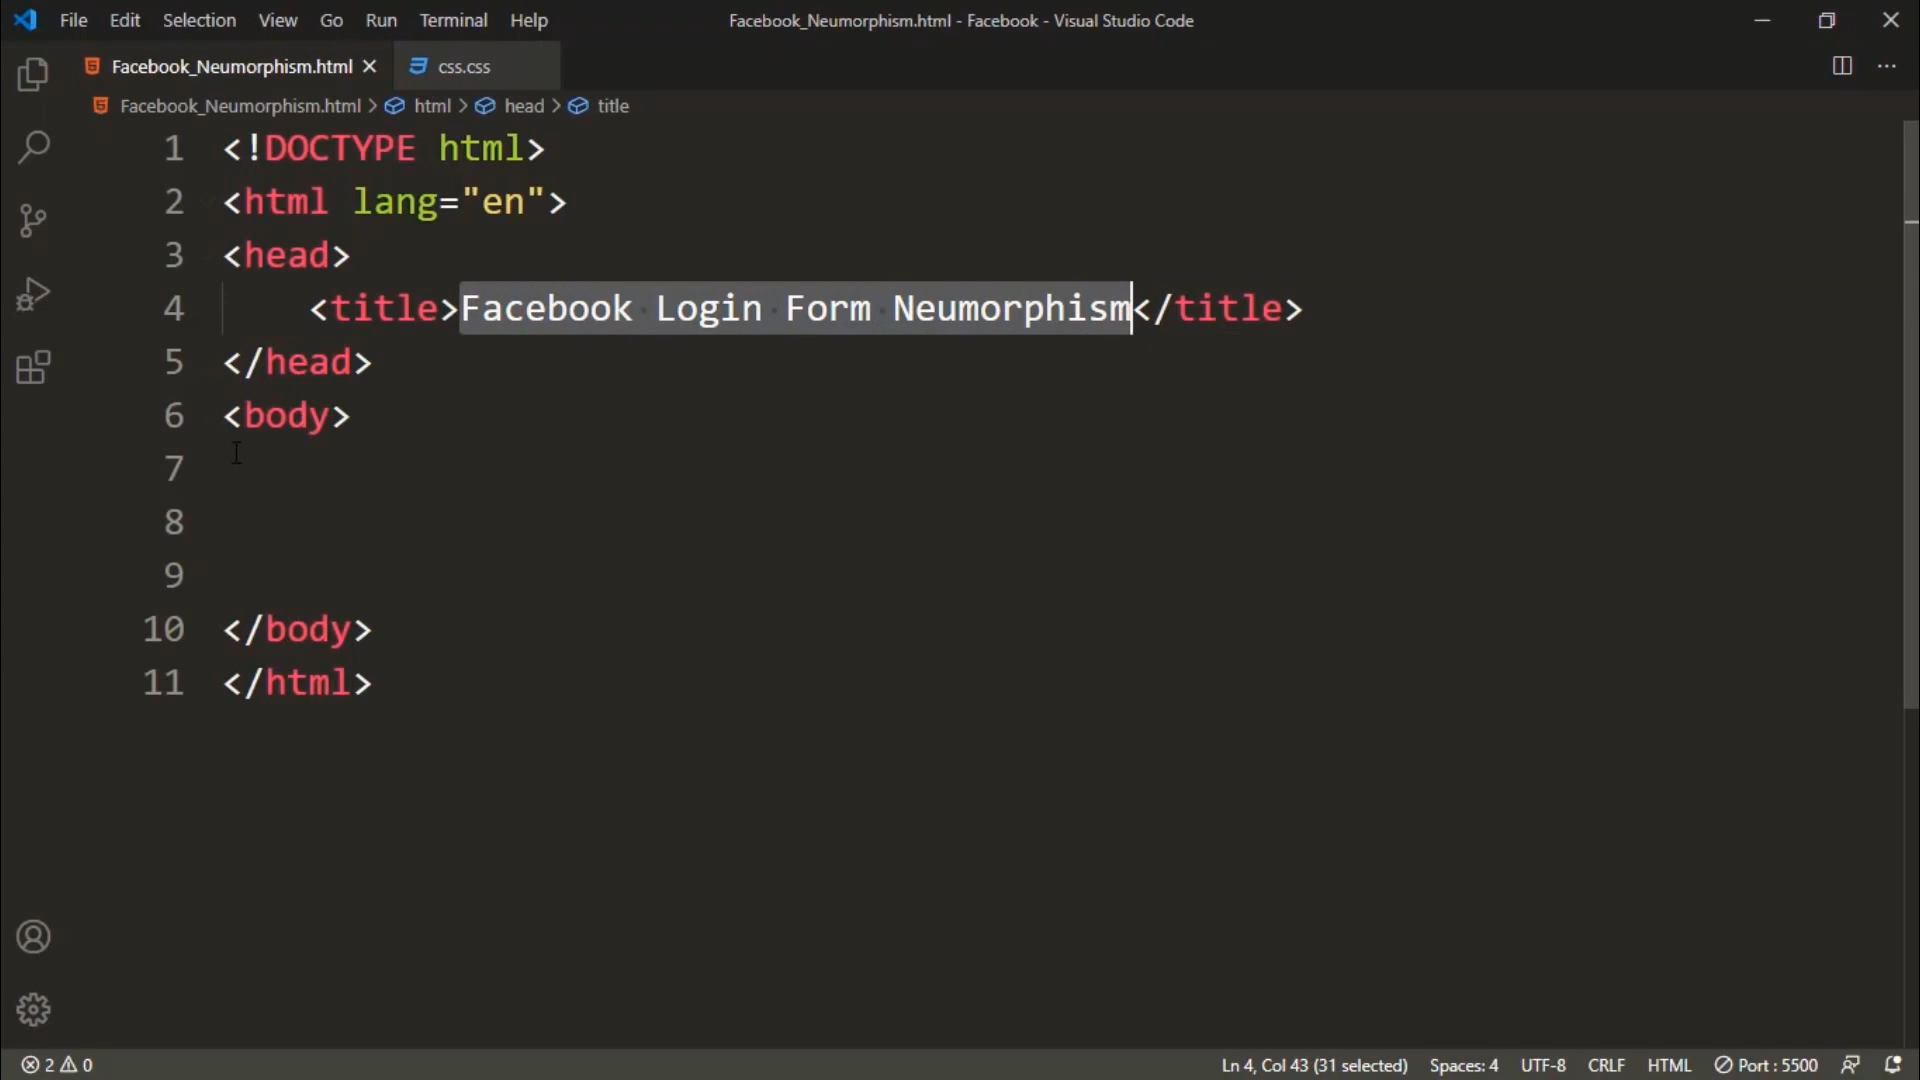 File Edit Selection View Go Run Terminal Help Facebook_Neumorphism.html - Facebook - Visual Studio Code
Facebook_Neumorphism.html css.css
Facebook_Neumorphism.html > html > head > title
1 <!DOCTYPE html>
2 <html lang="en">
3 <head>
4 <title>Facebook Login Form Neumorphism</title>
5 </head>
6 <body>
7
8
9
10 </body>
11 </html>
2 0 Ln 4, Col 43 (31 selected) Spaces: 4 UTF-8 CRLF HTML Port : 5500